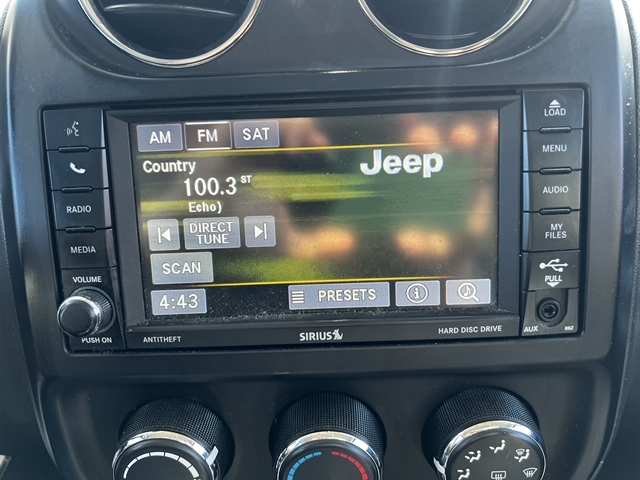 AM FM SAT
Country
Jeep
100.3 ST
Echo)
DIRECT
TUNE
SCAN
4:43
PRESETS
RADIO
MEDIA
VOLUME
PUSH ON
ANTITHEFT
SIRIUS
HARD DISC DRIVE
LOAD
MENU
AUDIO
MY
FILES
PULL
AUX